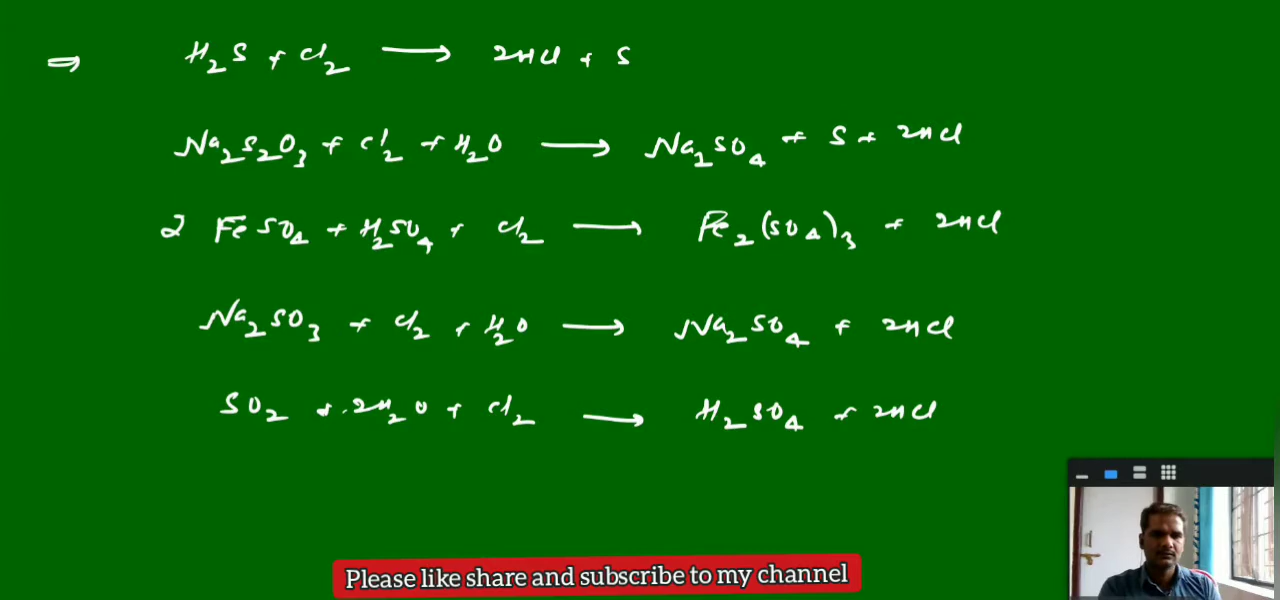 ⇒ H₂S + Cl₂ ⟶ 2HCl + S
Na₂S₂O₃ + Cl₂ + H₂O ⟶ Na₂SO₄ + S + 2HCl
2 FeSO₄ + H₂SO₄ + Cl₂ ⟶ Fe₂(SO₄)₃ + 2HCl
Na₂SO₃ + Cl₂ + H₂O ⟶ Na₂SO₄ + 2HCl
SO₂ + 2H₂O + Cl₂ ⟶ H₂SO₄ + 2HCl
Please like share and subscribe to my channel